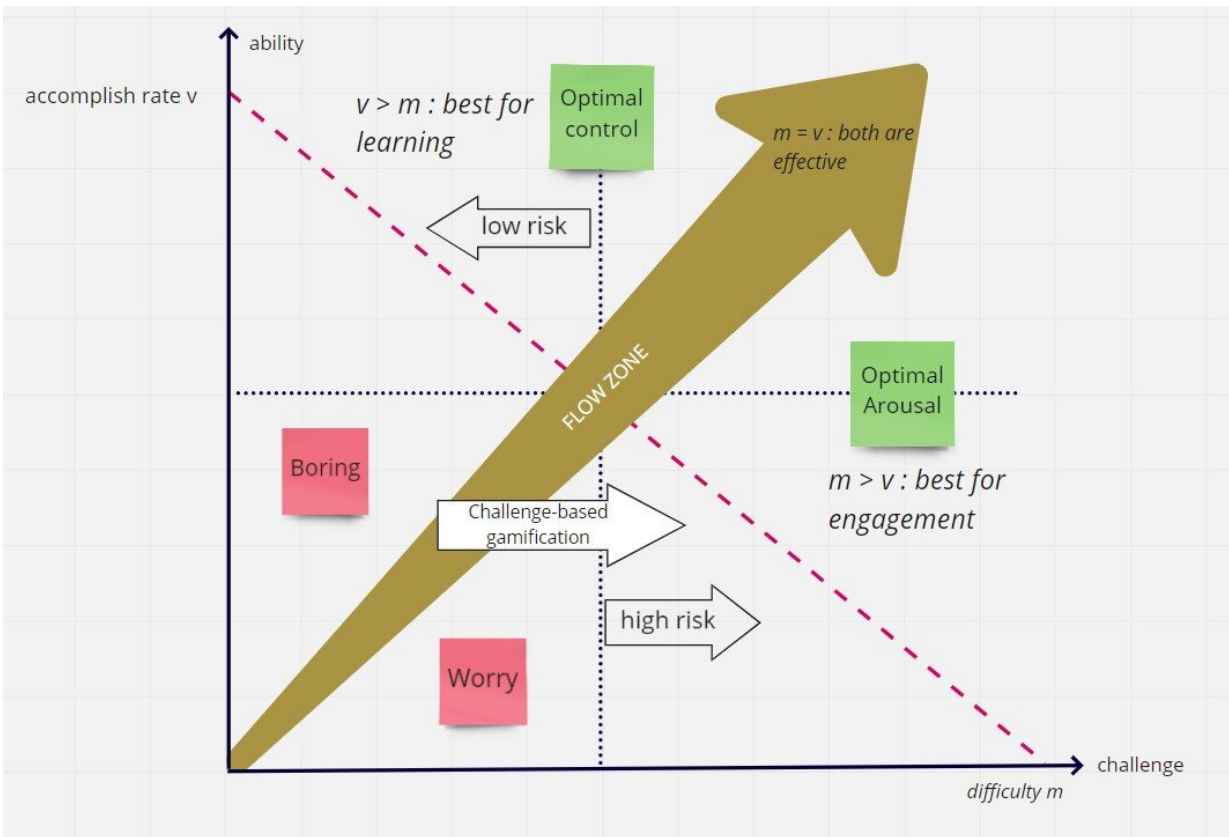 ability
accomplish rate v
v > m : best for
learning
Optimal
control
m = v : both are
effective
low risk
FLOW ZONE
Optimal
Arousal
Boring
m > v : best for
engagement
Challenge-based
gamification
high risk
Worry
challenge
difficulty m